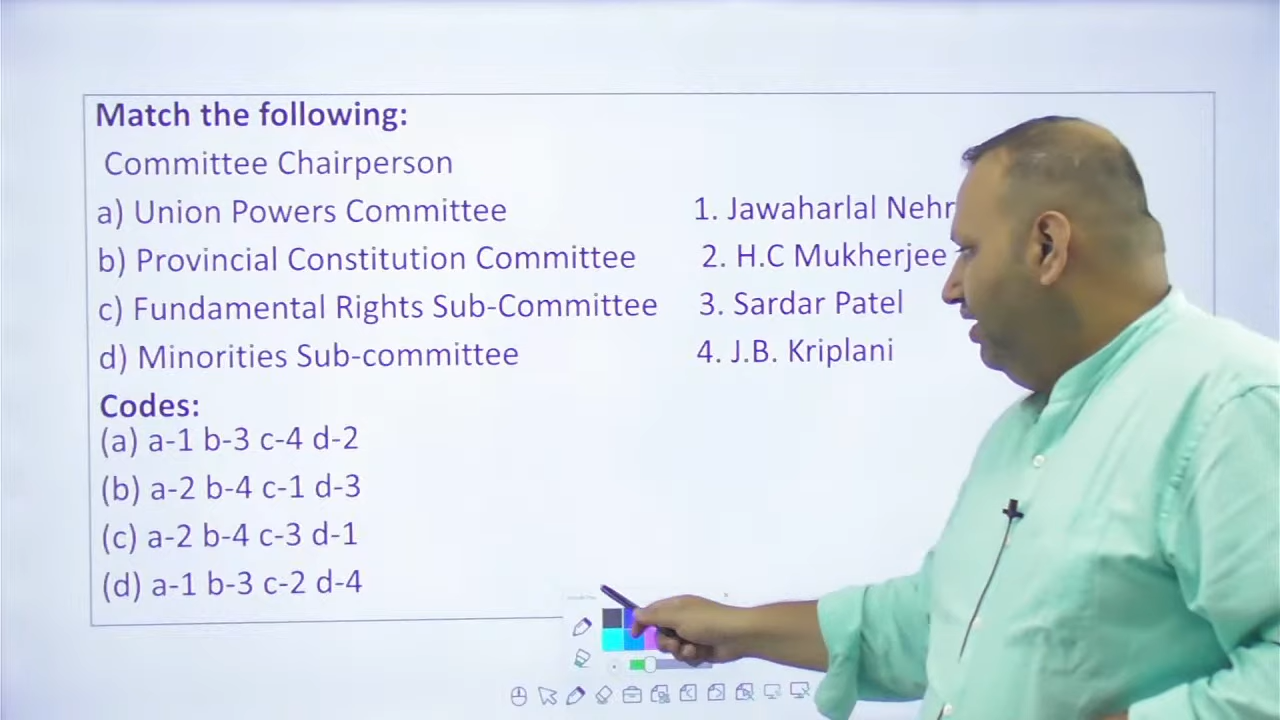 Match the following:
Committee Chairperson
a) Union Powers Committee 1. Jawaharlal Nehr
b) Provincial Constitution Committee 2. H.C Mukherjee
c) Fundamental Rights Sub-Committee 3. Sardar Patel
d) Minorities Sub-committee 4. J.B. Kriplani
Codes:
(a) a-1 b-3 c-4 d-2
(b) a-2 b-4 c-1 d-3
(c) a-2 b-4 c-3 d-1
(d) a-1 b-3 c-2 d-4